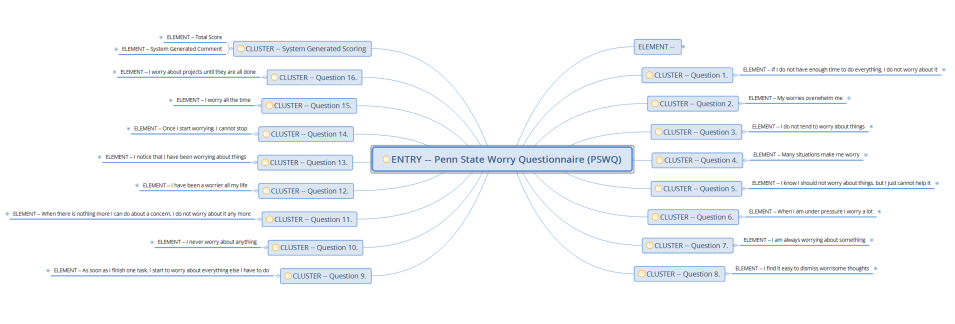 ELEMENT -- Total Score
ELEMENT -- System Generated Comment
CLUSTER -- System Generated Scoring
ELEMENT -- I worry about projects until they are all done
CLUSTER -- Question 16.
ELEMENT -- I worry all the time
CLUSTER -- Question 15.
ELEMENT -- Once I start worrying, I cannot stop
CLUSTER -- Question 14.
ELEMENT -- I notice that I have been worrying about things
CLUSTER -- Question 13.
ELEMENT -- I have been a worrier all my life
CLUSTER -- Question 12.
ELEMENT -- When there is nothing more I can do about a concern, I do not worry about it any more
CLUSTER -- Question 11.
ELEMENT -- I never worry about anything
CLUSTER -- Question 10.
ELEMENT -- As soon as I finish one task, I start to worry about everything else I have to do
CLUSTER -- Question 9.
ENTRY -- Penn State Worry Questionnaire (PSWQ)
ELEMENT --
CLUSTER -- Question 1.
ELEMENT -- If I do not have enough time to do everything, I do not worry about it
CLUSTER -- Question 2.
ELEMENT -- My worries overwhelm me
CLUSTER -- Question 3.
ELEMENT -- I do not tend to worry about things
CLUSTER -- Question 4.
ELEMENT -- Many situations make me worry
CLUSTER -- Question 5.
ELEMENT -- I know I should not worry about things, but I just cannot help it
CLUSTER -- Question 6.
ELEMENT -- When I am under pressure I worry a lot
CLUSTER -- Question 7.
ELEMENT -- I am always worrying about something
CLUSTER -- Question 8.
ELEMENT -- I find it easy to dismiss worrisome thoughts